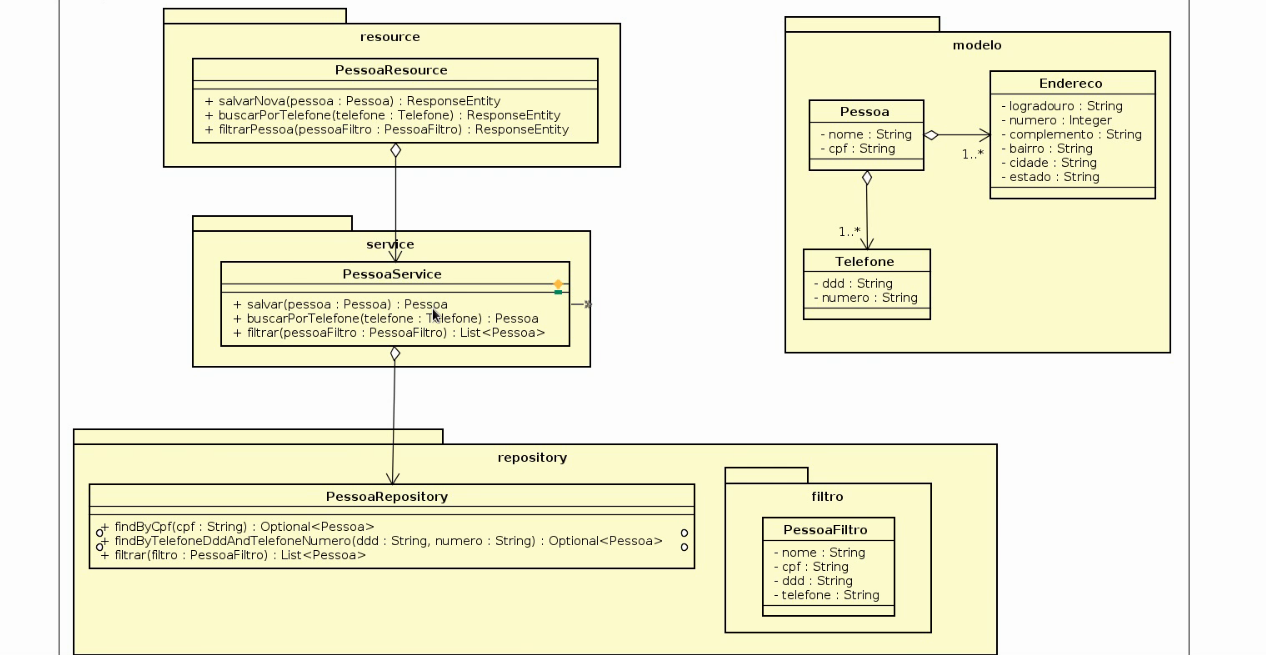 resource
PessoaResource
+ salvarNova(pessoa : Pessoa) : ResponseEntity
+ buscarPorTelefone(telefone : Telefone) : ResponseEntity
+ filtrarPessoa(pessoaFiltro : PessoaFiltro) : ResponseEntity
service
PessoaService
+ salvar(pessoa : Pessoa) : Pessoa
+ buscarPorTelefone(telefone : Telefone) : Pessoa
+ filtrar(pessoaFiltro : PessoaFiltro) : List<Pessoa>
modelo
Pessoa
- nome : String
- cpf : String
1..*
Endereco
- logradouro : String
- numero : Integer
- complemento : String
- bairro : String
- cidade : String
- estado : String
1..*
Telefone
- ddd : String
- numero : String
repository
PessoaRepository
+ findByCpf(cpf : String) : Optional<Pessoa>
+ findByTelefoneDddAndTelefoneNumero(ddd : String, numero : String) : Optional<Pessoa>
+ filtrar(filtro : PessoaFiltro) : List<Pessoa>
filtro
PessoaFiltro
- nome : String
- cpf : String
- ddd : String
- telefone : String